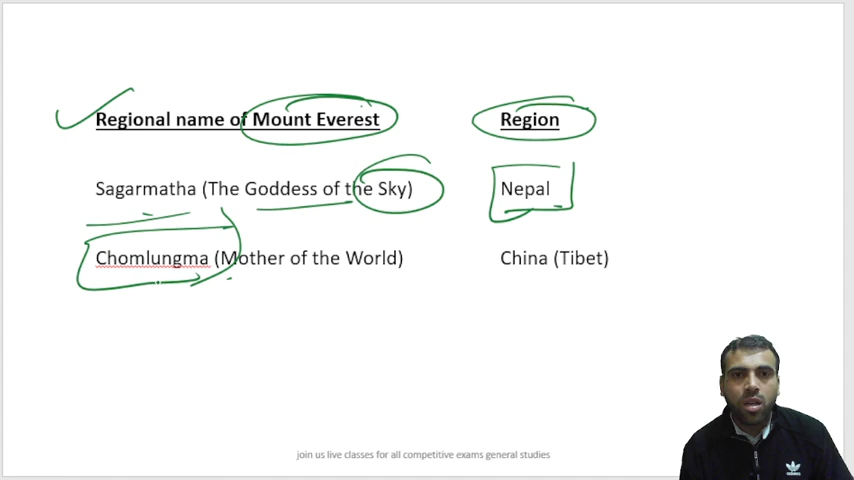 Regional name of Mount Everest Region
Sagarmatha (The Goddess of the Sky) Nepal
Chomlungma (Mother of the World) China (Tibet)
join us live classes for all competitive exams general studies
adidas